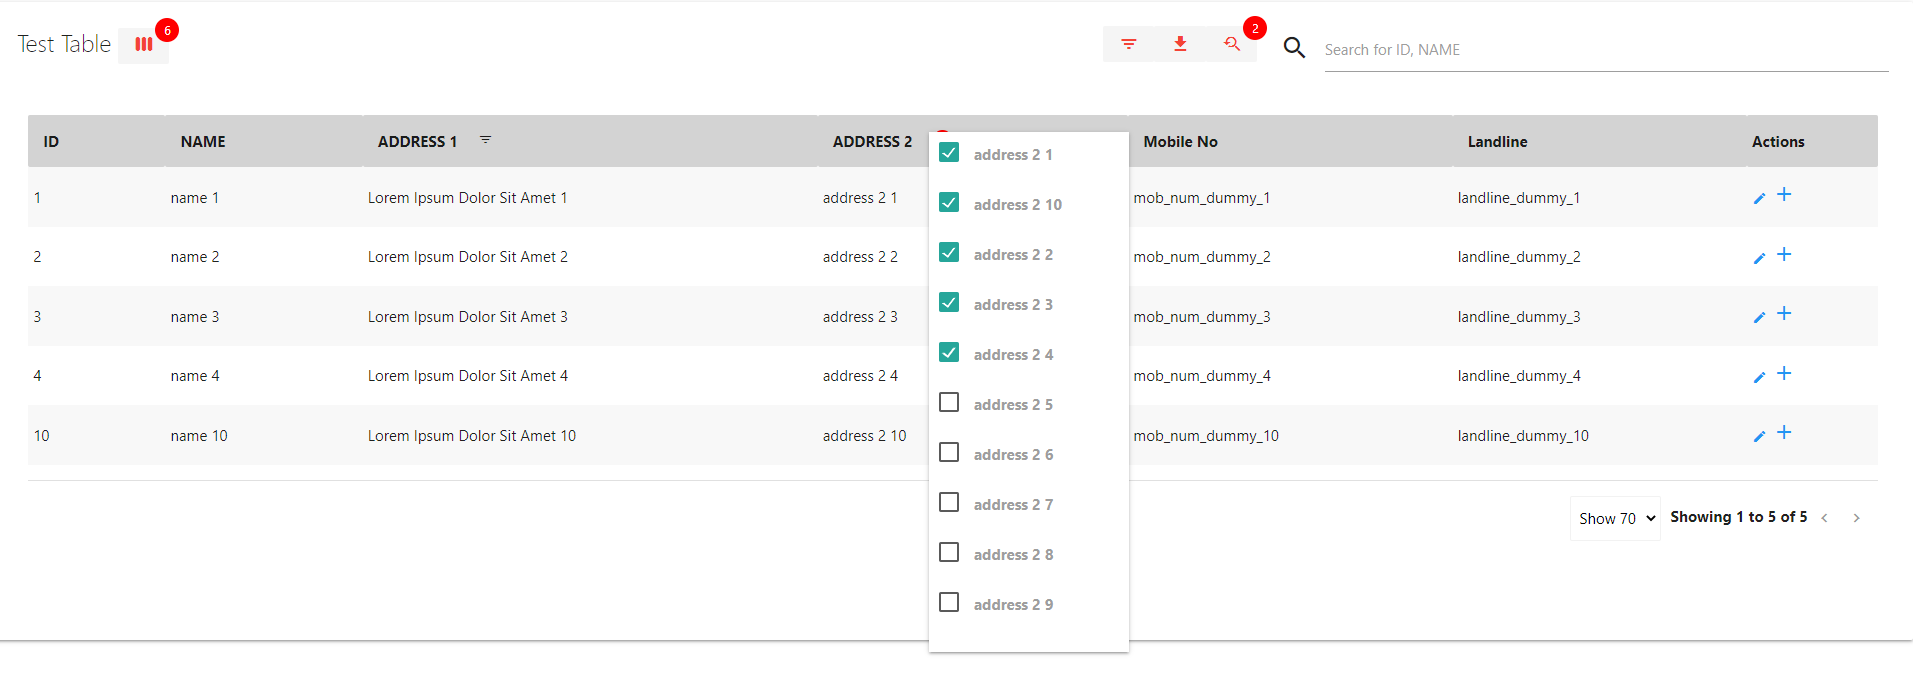 Test Table 6 2 Search for ID, NAME
ID NAME ADDRESS 1 ADDRESS 2 Mobile No Landline Actions
1 name 1 Lorem Ipsum Dolor Sit Amet 1 address 2 1 mob_num_dummy_1 landline_dummy_1
2 name 2 Lorem Ipsum Dolor Sit Amet 2 address 2 2 mob_num_dummy_2 landline_dummy_2
3 name 3 Lorem Ipsum Dolor Sit Amet 3 address 2 3 mob_num_dummy_3 landline_dummy_3
4 name 4 Lorem Ipsum Dolor Sit Amet 4 address 2 4 mob_num_dummy_4 landline_dummy_4
10 name 10 Lorem Ipsum Dolor Sit Amet 10 address 2 10 mob_num_dummy_10 landline_dummy_10
address 2 1
address 2 10
address 2 2
address 2 3
address 2 4
address 2 5
address 2 6
address 2 7
address 2 8
address 2 9
Show 70 Showing 1 to 5 of 5